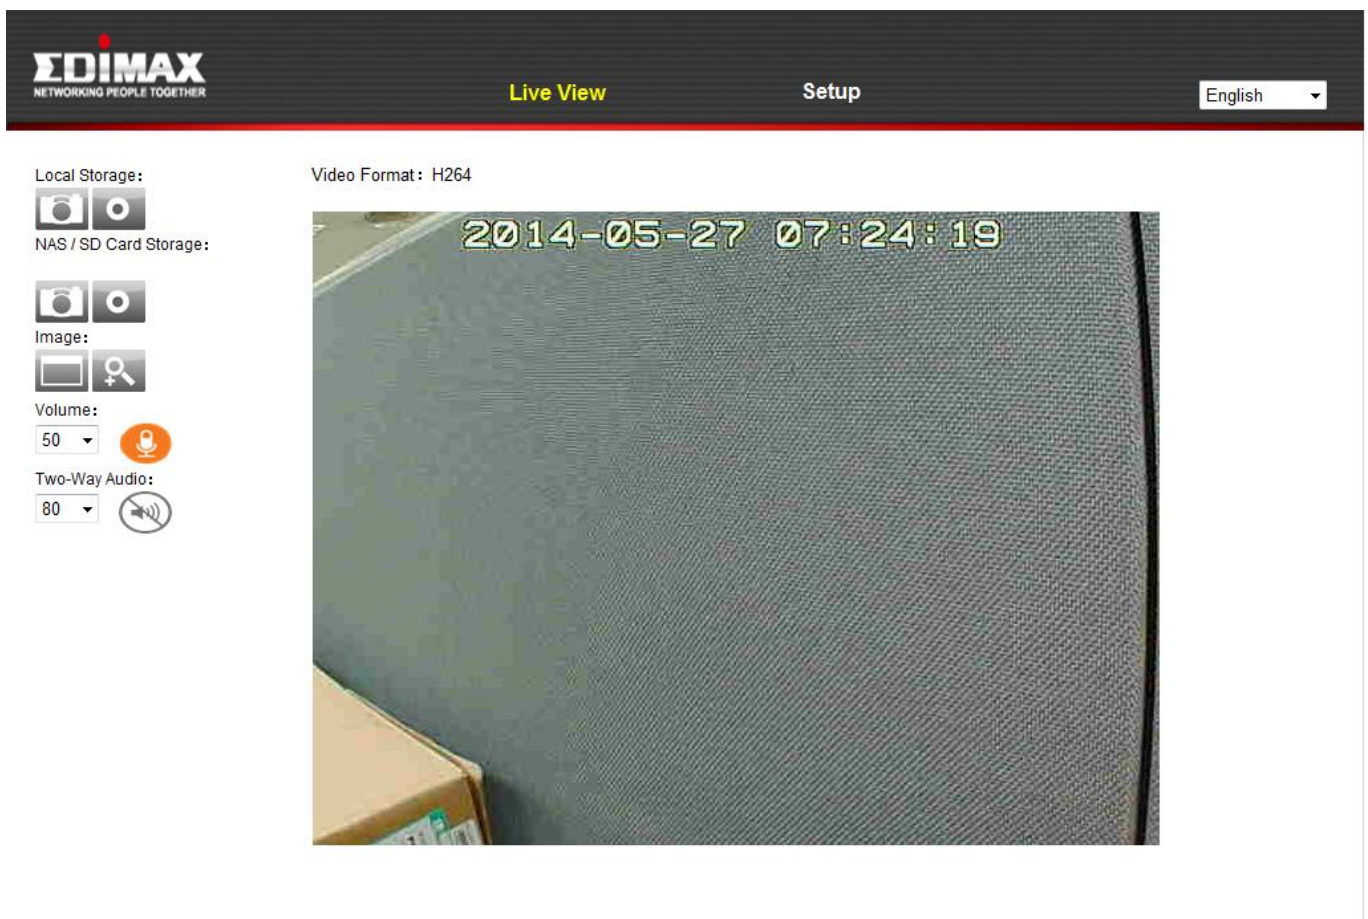 EDIMAX
NETWORKING PEOPLE TOGETHER
Live View
Setup
English
Local Storage:
Video Format: H264
2014-05-27 07:24:19
NAS / SD Card Storage:
Image:
Volume:
50
Two-Way Audio:
80